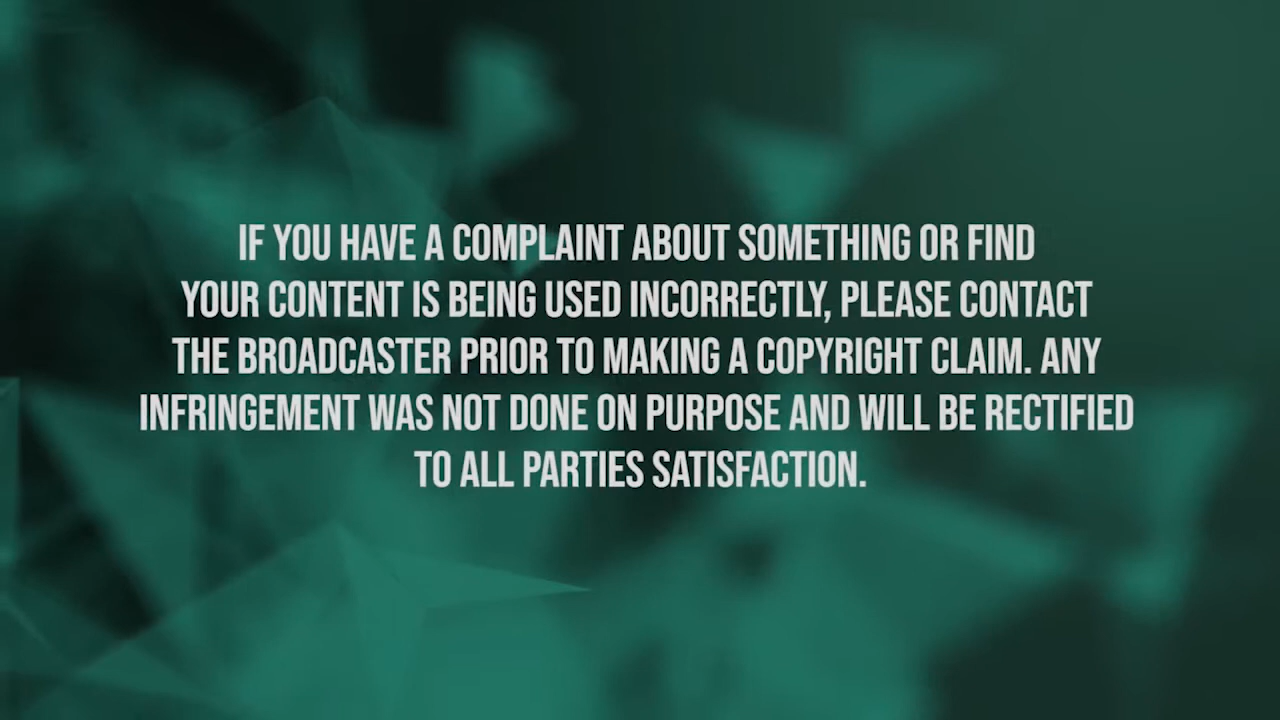 IF YOU HAVE A COMPLAINT ABOUT SOMETHING OR FIND
YOUR CONTENT IS BEING USED INCORRECTLY, PLEASE CONTACT
THE BROADCASTER PRIOR TO MAKING A COPYRIGHT CLAIM. ANY
INFRINGEMENT WAS NOT DONE ON PURPOSE AND WILL BE RECTIFIED
TO ALL PARTIES SATISFACTION.